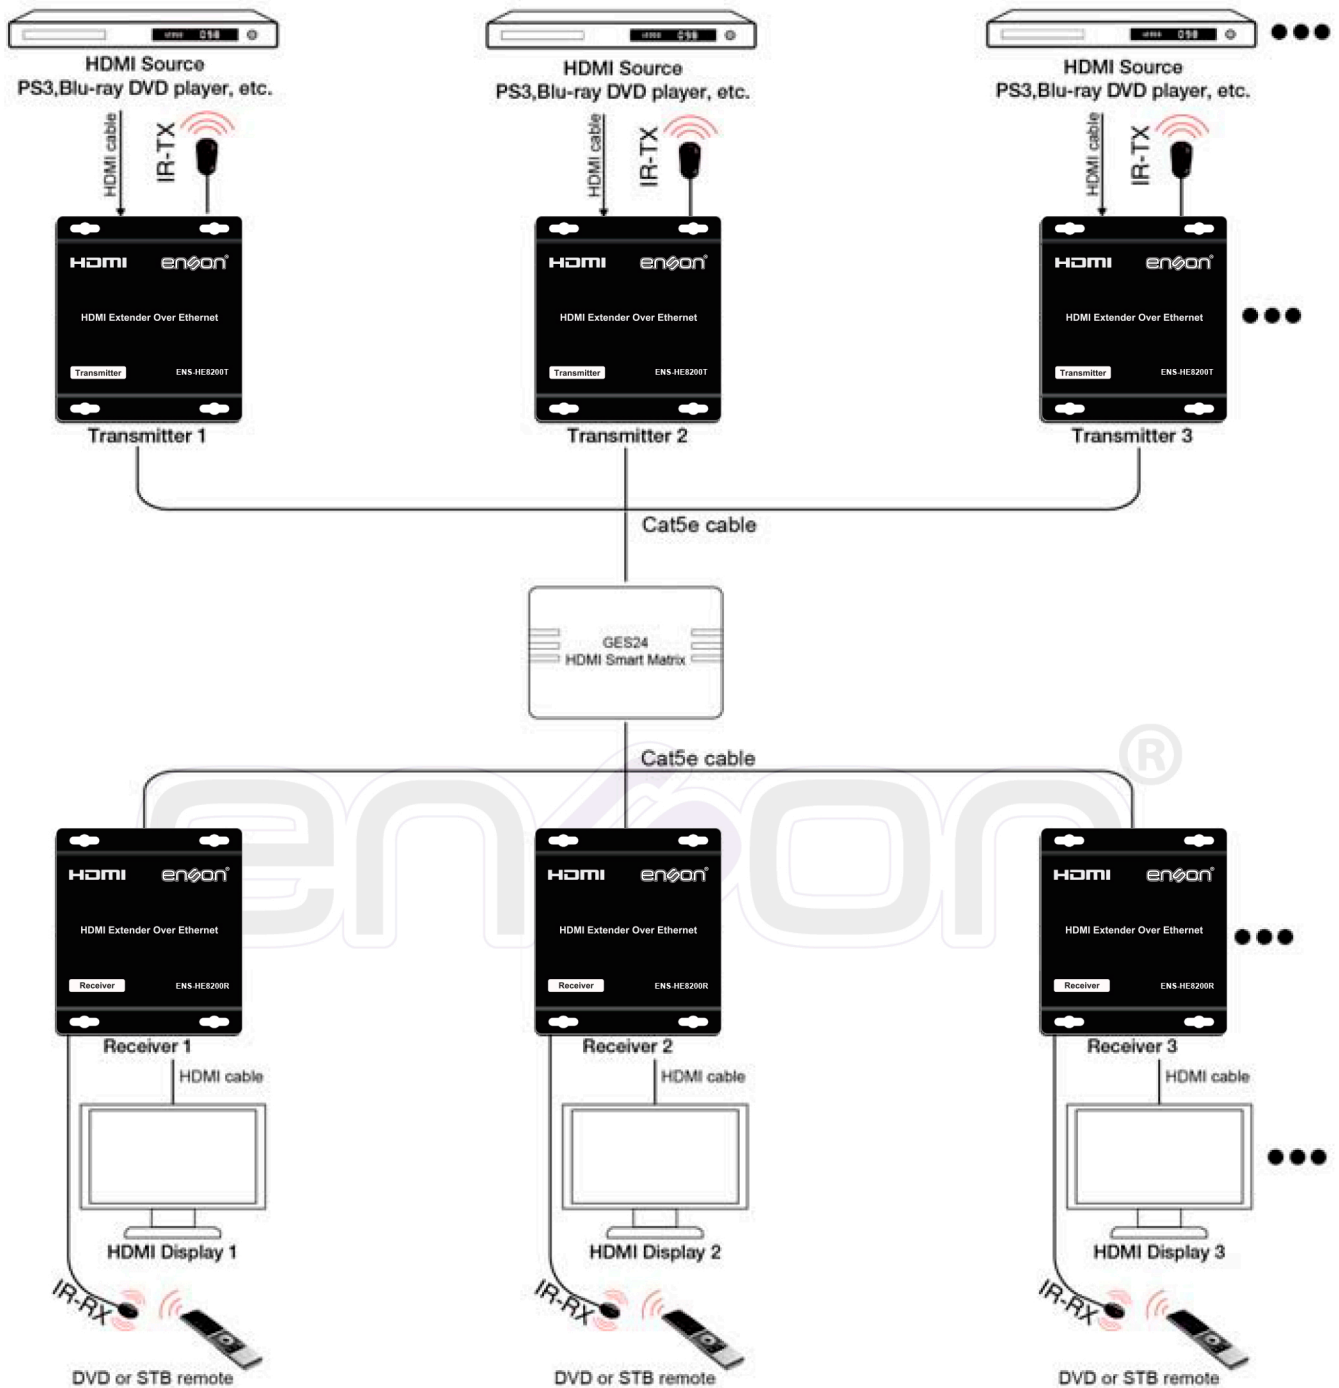 098
098
098
HDMI Source
PS3,Blu-ray DVD player, etc.
HDMI Source
PS3,Blu-ray DVD player, etc.
HDMI Source
PS3,Blu-ray DVD player, etc.
HDMI cable
IR-TX
HDMI cable
IR-TX
HDMI cable
IR-TX
HDMI enson®
HDMI Extender Over Ethernet
Transmitter ENS-HE8200T
Transmitter 1
HDMI enson®
HDMI Extender Over Ethernet
Transmitter ENS-HE8200T
Transmitter 2
HDMI enson®
HDMI Extender Over Ethernet
Transmitter ENS-HE8200T
Transmitter 3
Cat5e cable
GES24
HDMI Smart Matrix
Cat5e cable
enson®
HDMI enson®
HDMI Extender Over Ethernet
Receiver ENS-HE8200R
Receiver 1
HDMI enson®
HDMI Extender Over Ethernet
Receiver ENS-HE8200R
Receiver 2
HDMI enson®
HDMI Extender Over Ethernet
Receiver ENS-HE8200R
Receiver 3
HDMI cable
HDMI cable
HDMI cable
HDMI Display 1
HDMI Display 2
HDMI Display 3
IR-RX
IR-RX
IR-RX
DVD or STB remote
DVD or STB remote
DVD or STB remote